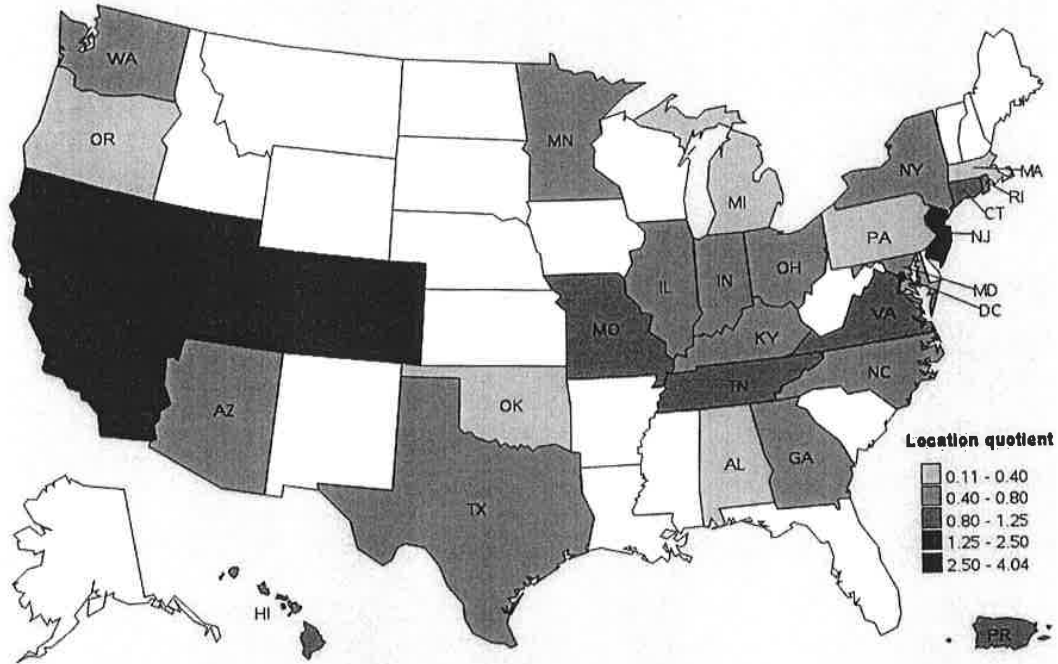 WA
OR
MN
MI
NY
MA
RI
CT
NJ
PA
OH
IN
IL
MO
KY
VA
MD
DC
TN
NC
AZ
OK
TX
AL
GA
HI
PR
Location quotient
0.11 - 0.40
0.40 - 0.80
0.80 - 1.25
1.25 - 2.50
2.50 - 4.04